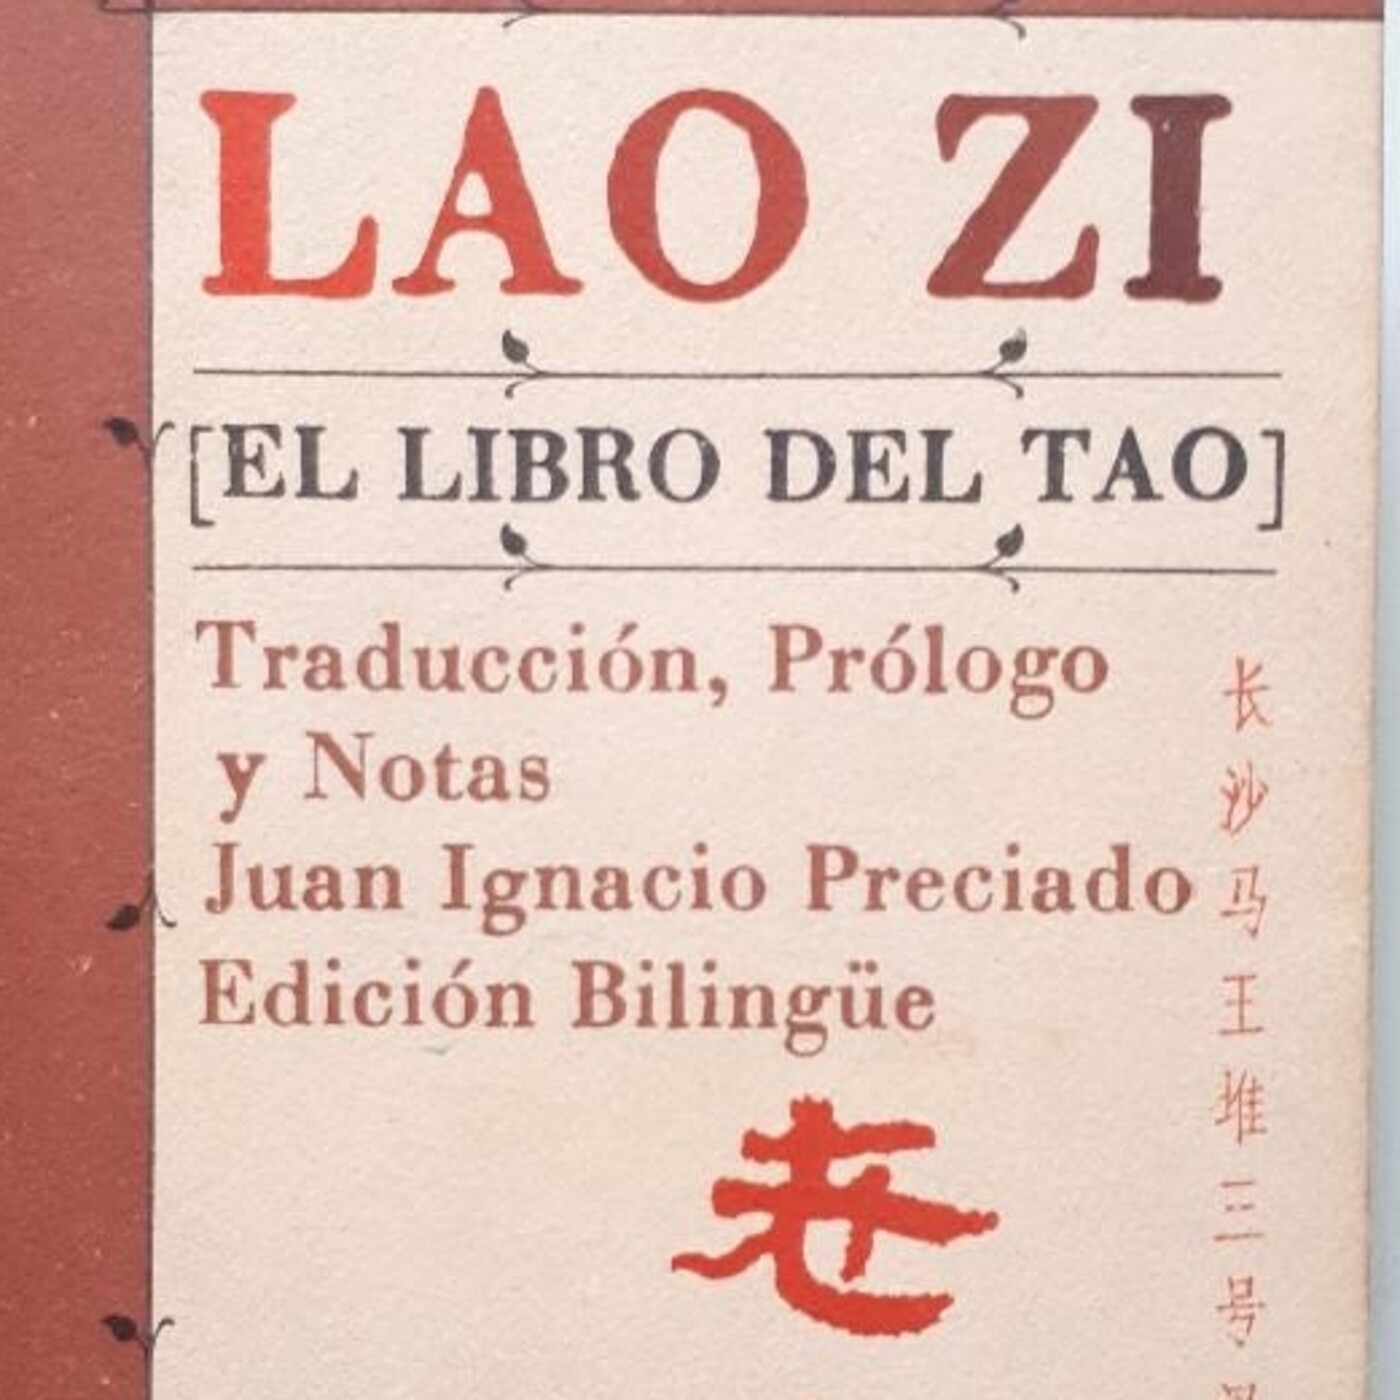 LAO ZI
[EL LIBRO DEL TAO]
Traducción, Prólogo
y Notas
Juan Ignacio Preciado
Edición Bilingüe
老
长沙马王堆三号